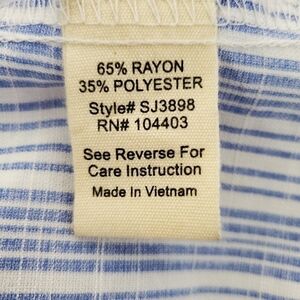 65% RAYON
35% POLYESTER
Style# SJ3898
RN# 104403
See Reverse For
Care Instruction
Made In Vietnam